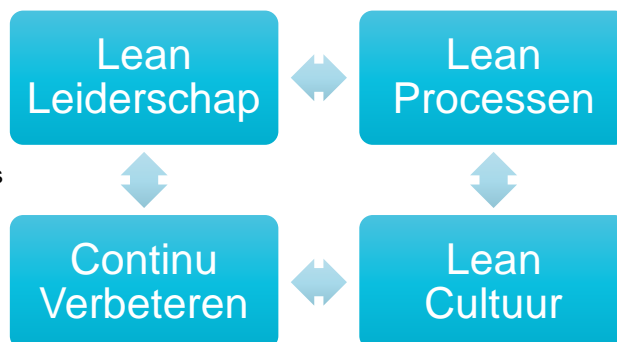 Lean
Leiderschap
Lean
Processen
s
Continu
Verbeteren
Lean
Cultuur